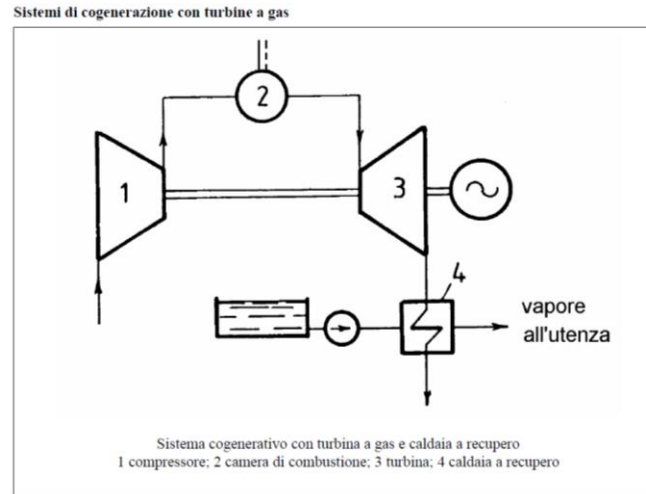 Sistemi di cogenerazione con turbine a gas
2
1
3
4
vapore
all'utenza
Sistema cogenerativo con turbina a gas e caldaia a recupero
1 compressore; 2 camera di combustione; 3 turbina; 4 caldaia a recupero